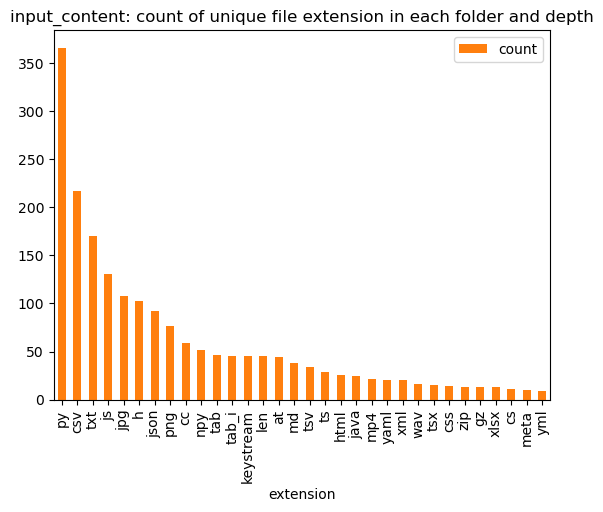 input_content: count of unique file extension in each folder and depth
count
350
300
250
200
150
100
50
0
py
csv
txt
js
jpg
h
json
png
cc
npy
tab
tab_i
keystream
len
at
md
tsv
ts
html
java
mp4
yaml
xml
wav
tsx
css
zip
gz
xlsx
cs
meta
yml
extension